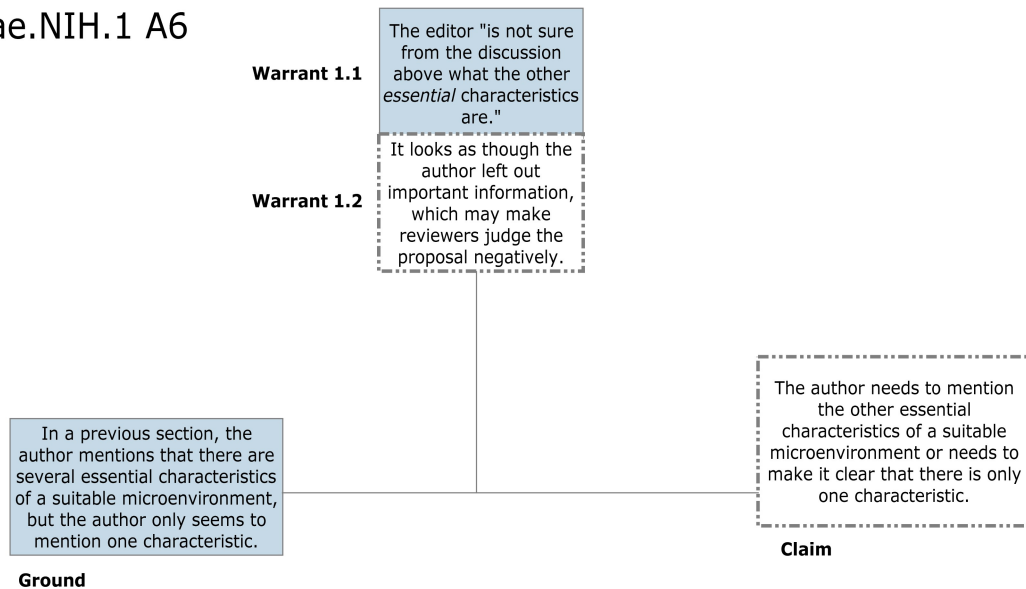 ae.NIH.1 A6
Warrant 1.1
The editor "is not sure
from the discussion
above what the other
essential characteristics
are."
Warrant 1.2
It looks as though the
author left out
important information,
which may make
reviewers judge the
proposal negatively.
In a previous section, the
author mentions that there are
several essential characteristics
of a suitable microenvironment,
but the author only seems to
mention one characteristic.
Ground
The author needs to mention
the other essential
characteristics of a suitable
microenvironment or needs to
make it clear that there is only
one characteristic.
Claim